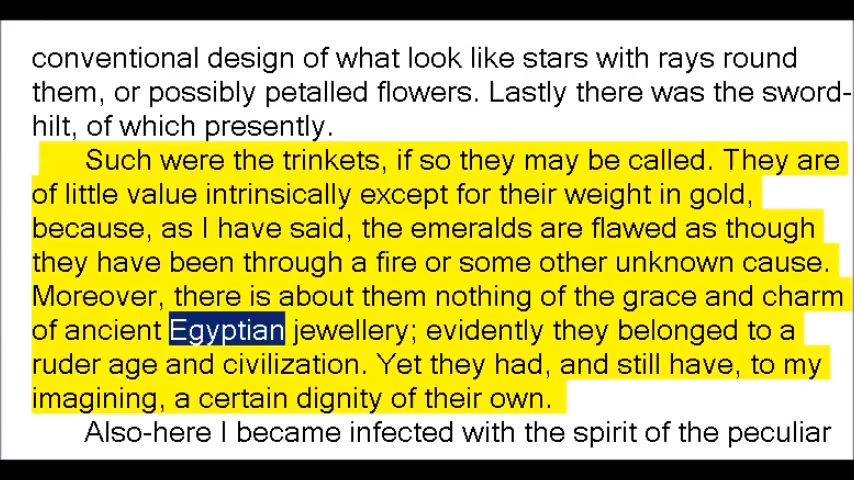 conventional design of what look like stars with rays round
them, or possibly petalled flowers. Lastly there was the sword-
hilt, of which presently.
Such were the trinkets, if so they may be called. They are
of little value intrinsically except for their weight in gold,
because, as I have said, the emeralds are flawed as though
they have been through a fire or some other unknown cause.
Moreover, there is about them nothing of the grace and charm
of ancient Egyptian jewellery; evidently they belonged to a
ruder age and civilization. Yet they had, and still have, to my
imagining, a certain dignity of their own.
Also-here I became infected with the spirit of the peculiar